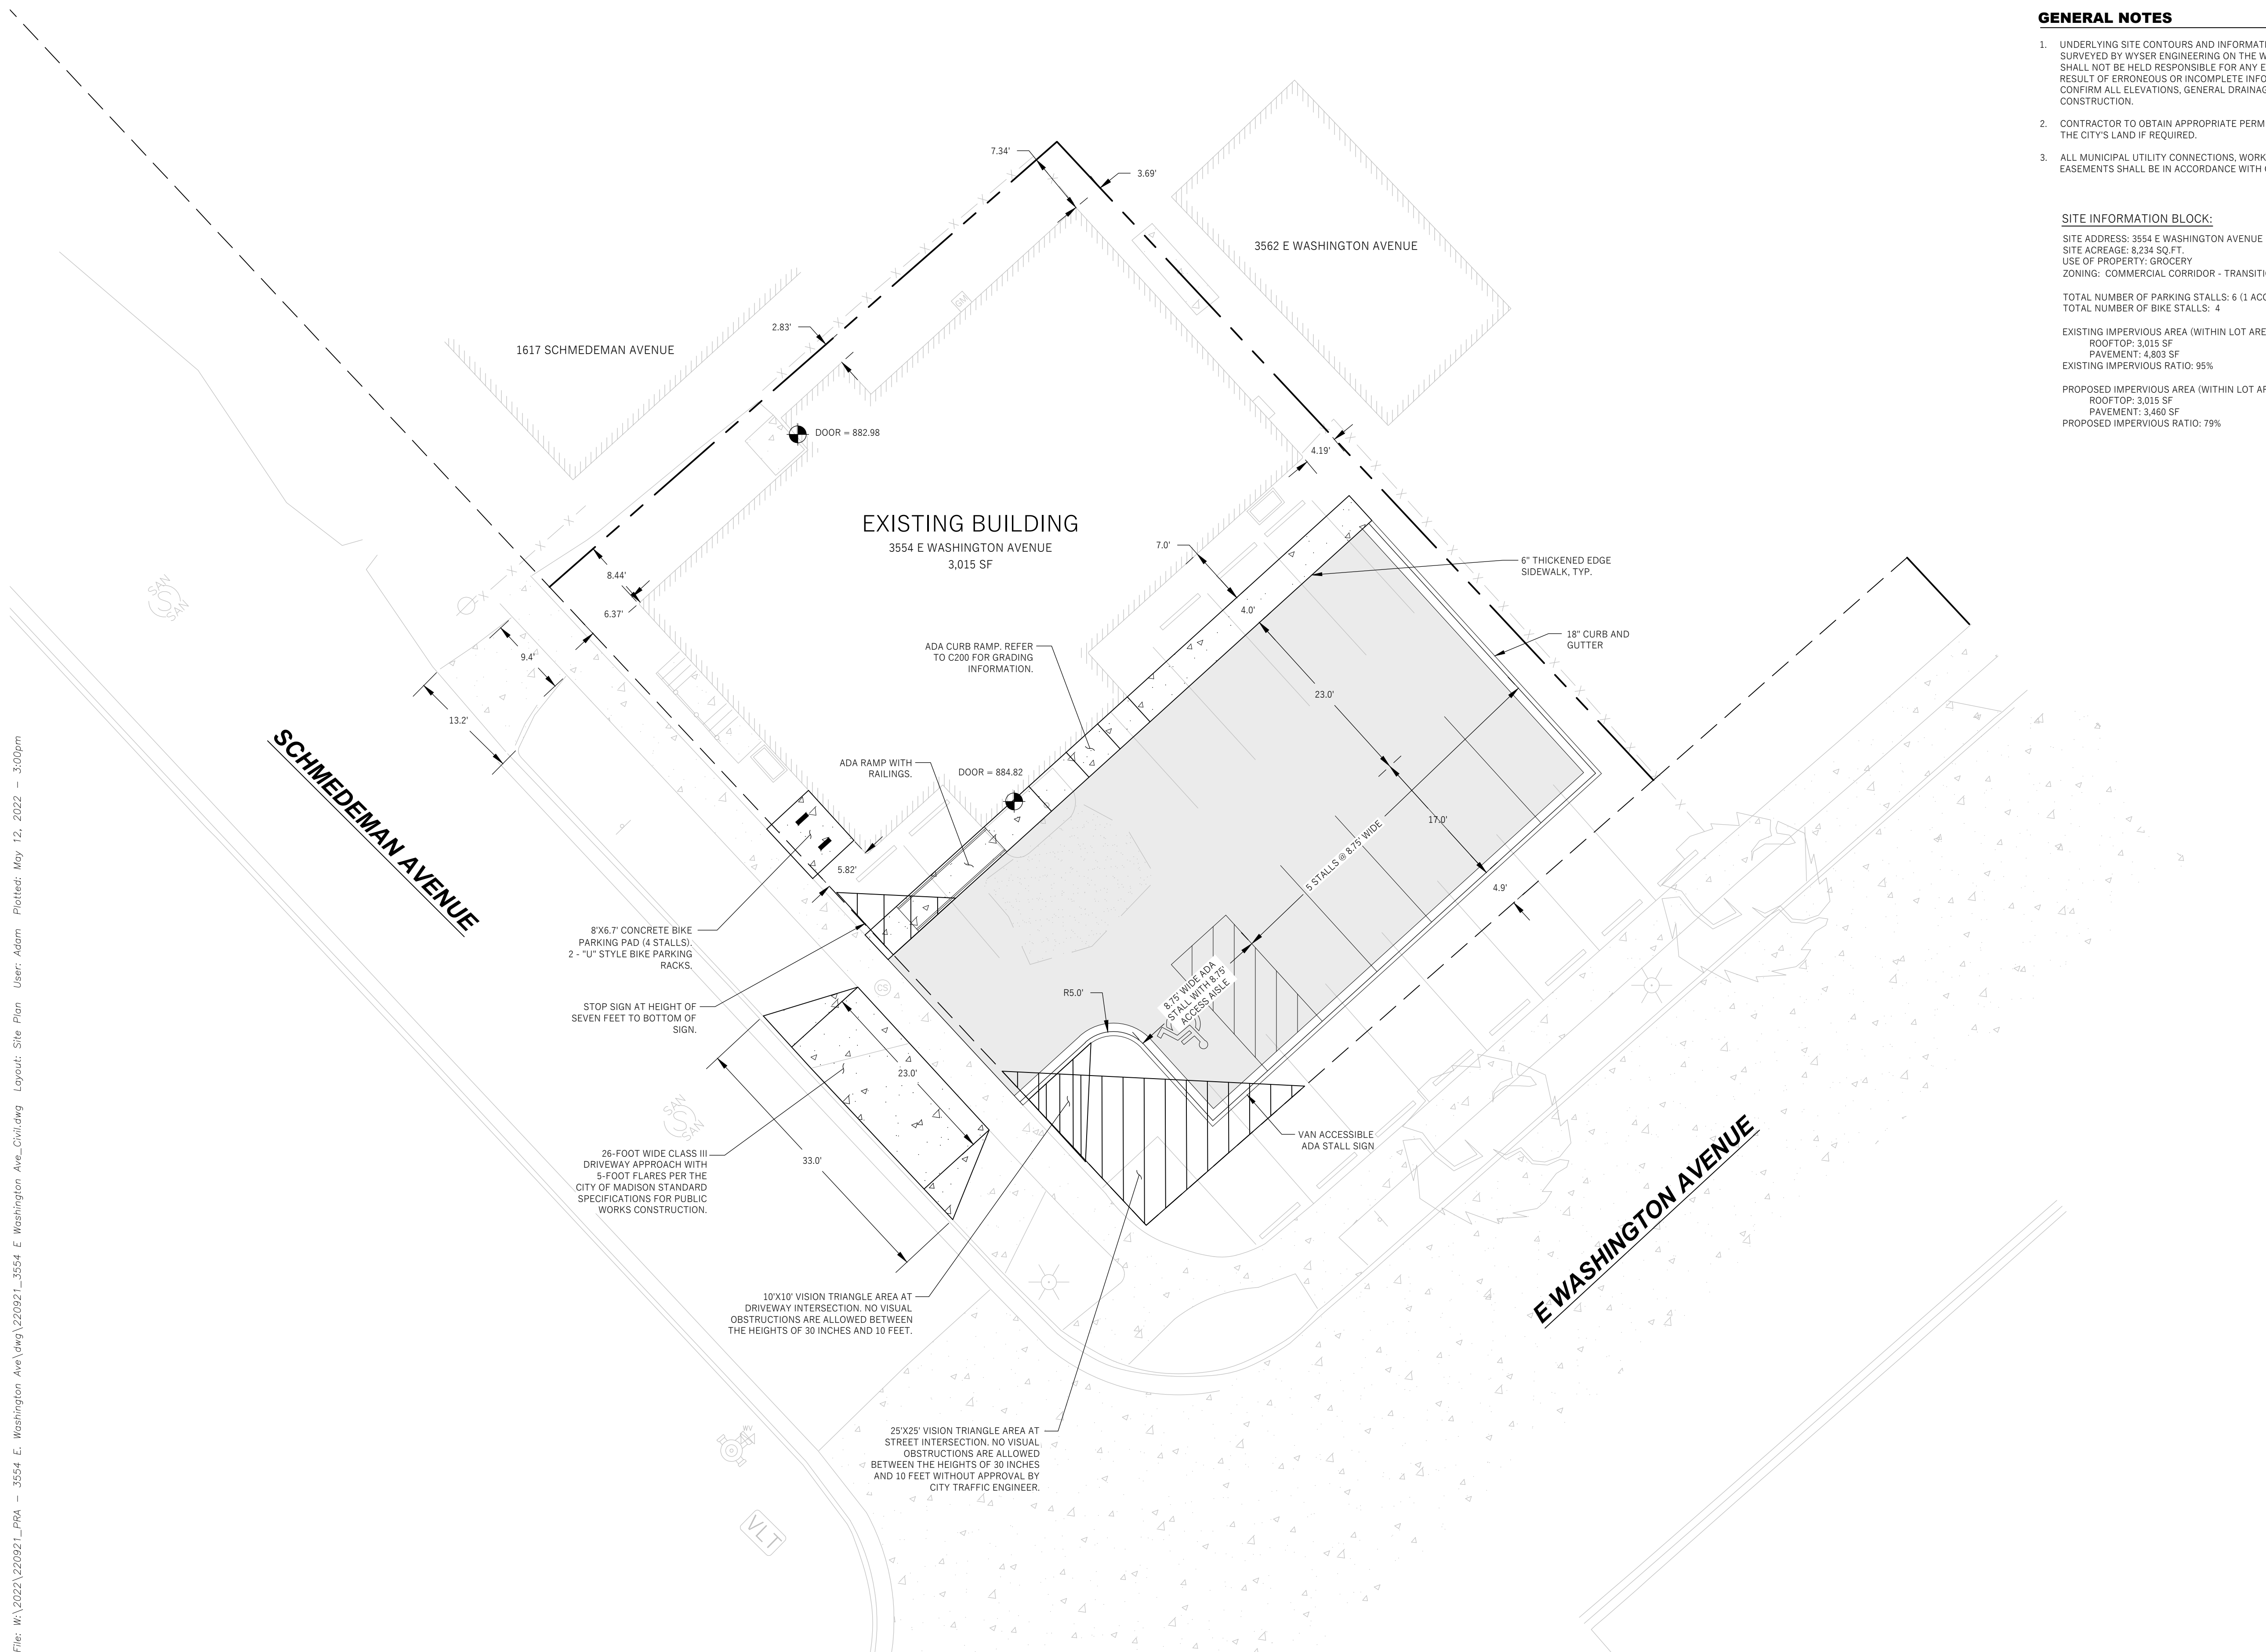 GENERAL NOTES
1. UNDERLYING SITE CONTOURS AND INFORMATI
SURVEYED BY WYSER ENGINEERING ON THE W
SHALL NOT BE HELD RESPONSIBLE FOR ANY E
RESULT OF ERRONEOUS OR INCOMPLETE INFO
CONFIRM ALL ELEVATIONS, GENERAL DRAINAG
CONSTRUCTION.
2. CONTRACTOR TO OBTAIN APPROPRIATE PERM
THE CITY'S LAND IF REQUIRED.
3. ALL MUNICIPAL UTILITY CONNECTIONS, WORK
EASEMENTS SHALL BE IN ACCORDANCE WITH
SITE INFORMATION BLOCK:
SITE ADDRESS: 3554 E WASHINGTON AVENUE
SITE ACREAGE: 8,234 SQ.FT.
USE OF PROPERTY: GROCERY
ZONING: COMMERCIAL CORRIDOR - TRANSITI
TOTAL NUMBER OF PARKING STALLS: 6 (1 ACC
TOTAL NUMBER OF BIKE STALLS: 4
EXISTING IMPERVIOUS AREA (WITHIN LOT ARE
ROOFTOP: 3,015 SF
PAVEMENT: 4,803 SF
EXISTING IMPERVIOUS RATIO: 95%
PROPOSED IMPERVIOUS AREA (WITHIN LOT AR
ROOFTOP: 3,015 SF
PAVEMENT: 3,460 SF
PROPOSED IMPERVIOUS RATIO: 79%
7.34'
3.69'
3562 E WASHINGTON AVENUE
GM
2.83'
1617 SCHMEDEMAN AVENUE
DOOR = 882.98
4.19'
EXISTING BUILDING
3554 E WASHINGTON AVENUE
3,015 SF
7.0'
6" THICKENED EDGE
SIDEWALK, TYP.
8.44'
6.37'
4.0'
SAN
S
SAN
18" CURB AND
GUTTER
9.4'
ADA CURB RAMP. REFER
TO C200 FOR GRADING
INFORMATION.
23.0'
13.2'
SCHMEDEMAN AVENUE
ADA RAMP WITH
RAILINGS.
DOOR = 884.82
17.0'
5 STALLS @ 8.75' WIDE
5.82'
4.9'
8'X6.7' CONCRETE BIKE
PARKING PAD (4 STALLS).
2 - "U" STYLE BIKE PARKING
RACKS.
8.75' WIDE ADA
STALL WITH 8.75'
ACCESS AISLE
CS
R5.0'
STOP SIGN AT HEIGHT OF
SEVEN FEET TO BOTTOM OF
SIGN.
23.0'
SAN
S
SAN
VAN ACCESSIBLE
ADA STALL SIGN
33.0'
26-FOOT WIDE CLASS III
DRIVEWAY APPROACH WITH
5-FOOT FLARES PER THE
CITY OF MADISON STANDARD
SPECIFICATIONS FOR PUBLIC
WORKS CONSTRUCTION.
E WASHINGTON AVENUE
10'X10' VISION TRIANGLE AREA AT
DRIVEWAY INTERSECTION. NO VISUAL
OBSTRUCTIONS ARE ALLOWED BETWEEN
THE HEIGHTS OF 30 INCHES AND 10 FEET.
25'X25' VISION TRIANGLE AREA AT
STREET INTERSECTION. NO VISUAL
OBSTRUCTIONS ARE ALLOWED
BETWEEN THE HEIGHTS OF 30 INCHES
AND 10 FEET WITHOUT APPROVAL BY
CITY TRAFFIC ENGINEER.
WV
VLT
File: W:\2022\220921_PRA - 3554 E. Washington Ave\dwg\220921_3554 E Washington Ave_Civil.dwg Layout: Site Plan User: Adam Plotted: May 12, 2022 - 3:00pm